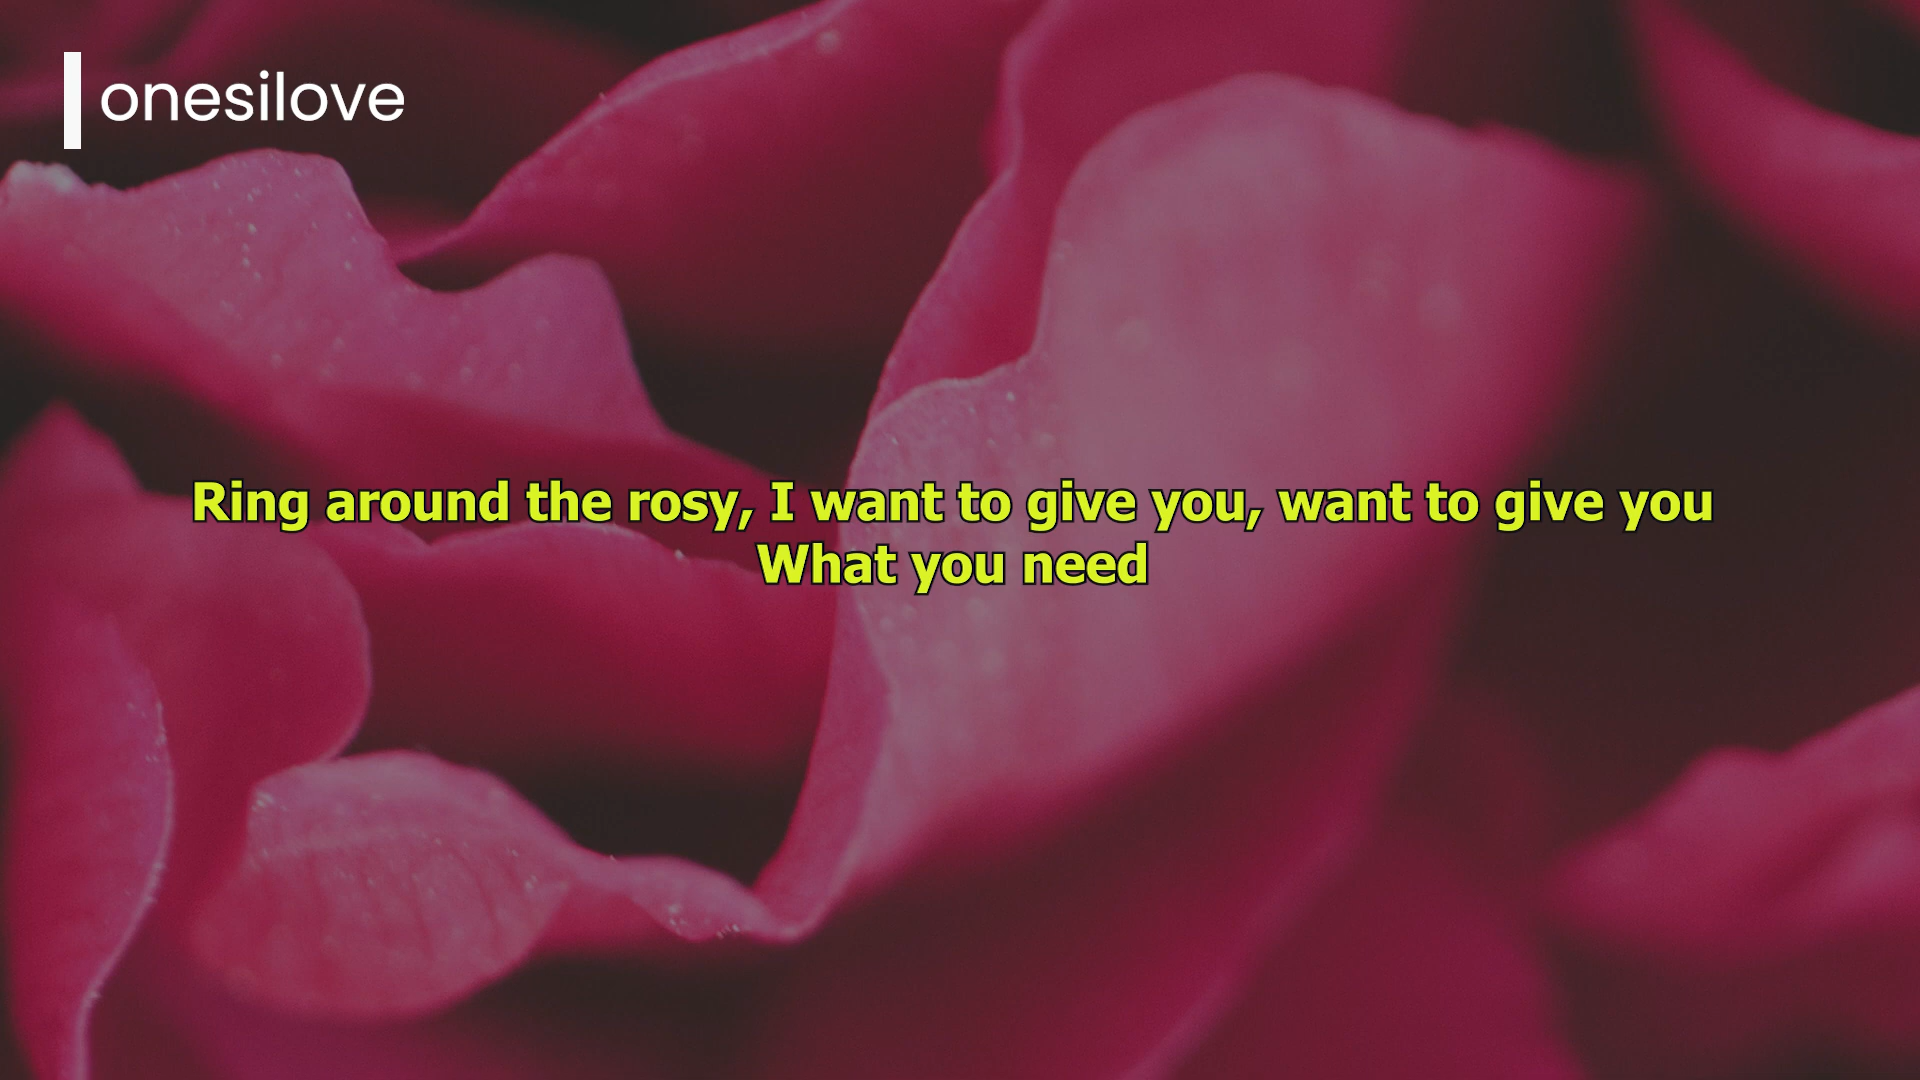 onesilove
Ring around the rosy, I want to give you, want to give you
What you need